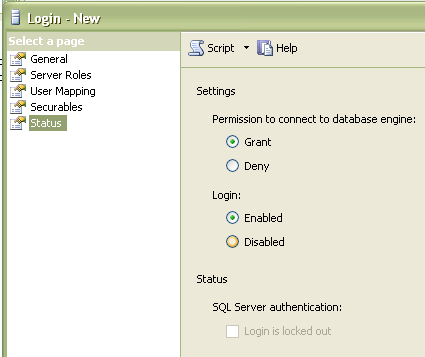 Login - New
Select a page
General
Server Roles
User Mapping
Securables
Status
Script Help
Settings
Permission to connect to database engine:
Grant
Deny
Login:
Enabled
Disabled
Status
SQL Server authentication:
Login is locked out